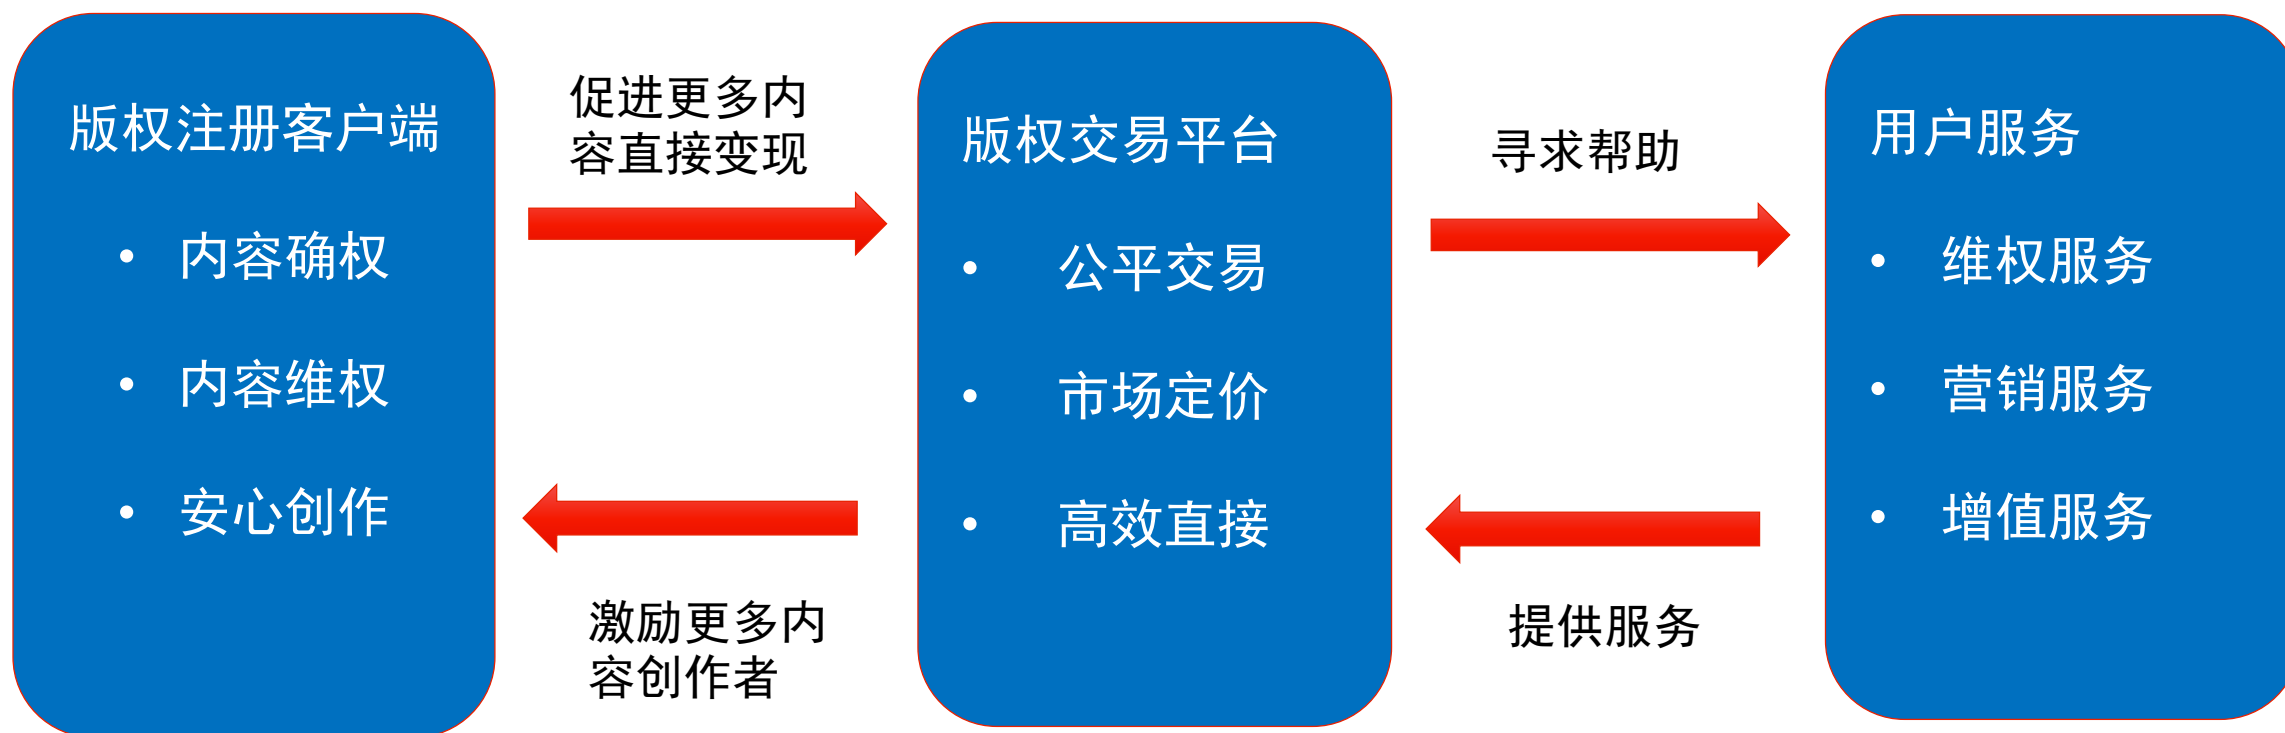 版权注册客户端
• 内容确权
• 内容维权
• 安心创作
促进更多内
容直接变现
激励更多内
容创作者
版权交易平台
• 公平交易
• 市场定价
• 高效直接
寻求帮助
提供服务
用户服务
• 维权服务
• 营销服务
• 增值服务